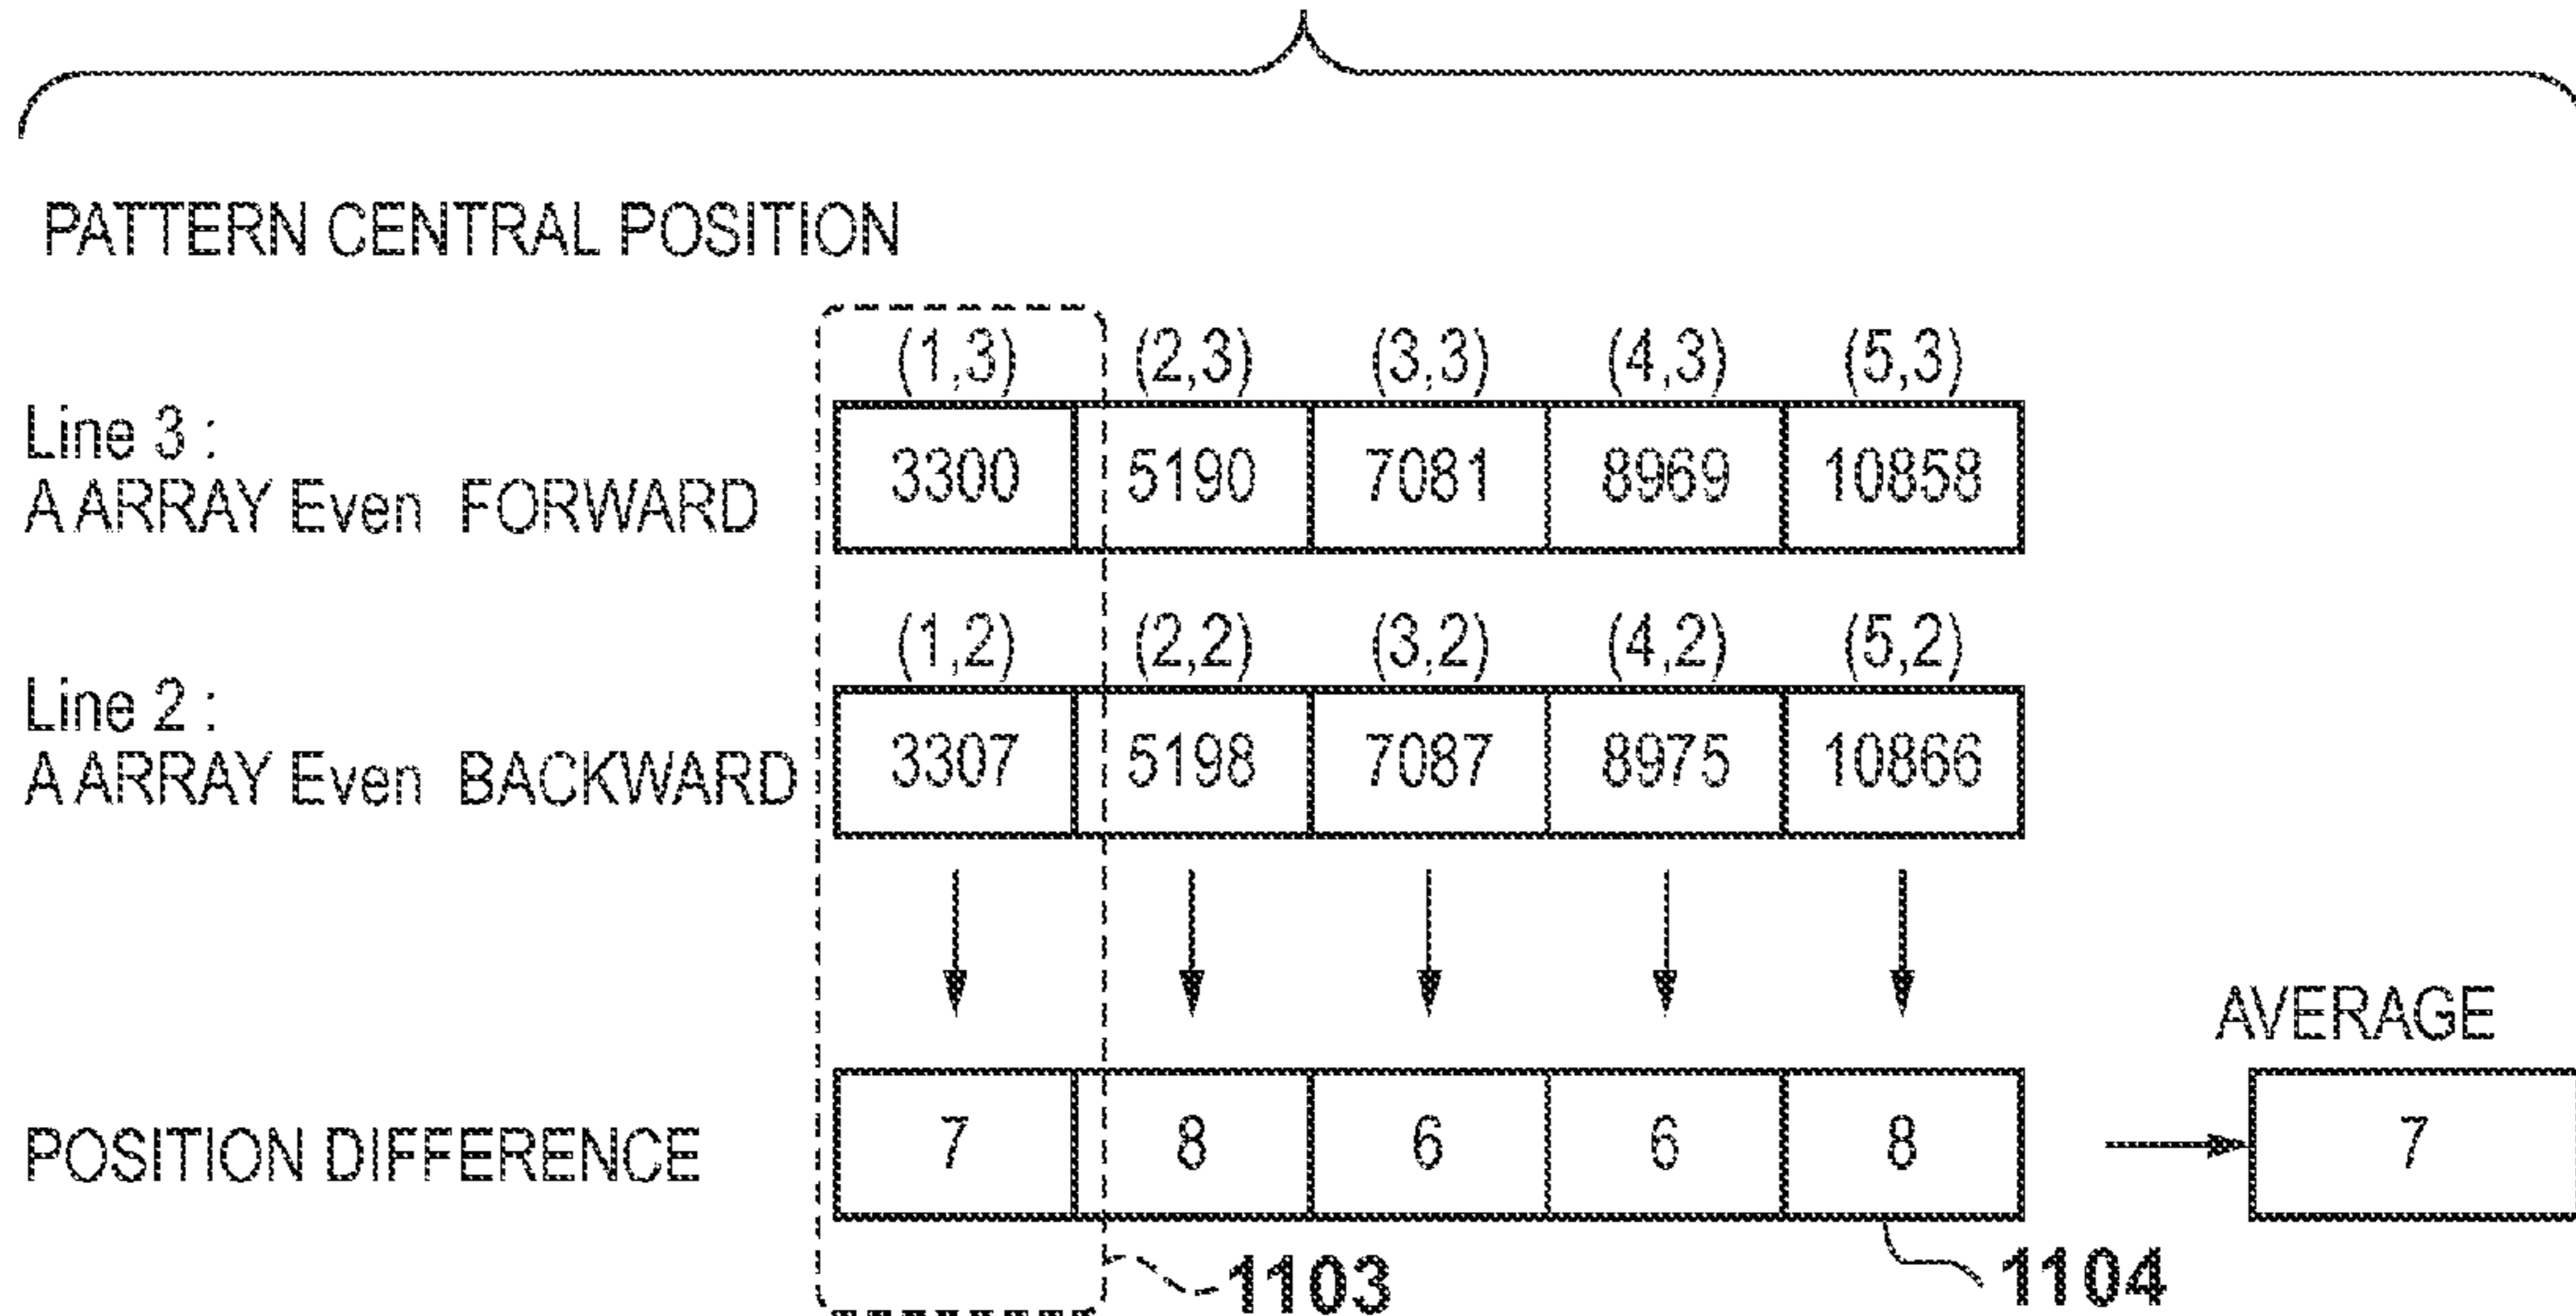 PATTERN CENTRAL POSITION
(1,3) (2,3) (3,3) (4,3) (5,3)
Line 3 :
A ARRAY Even FORWARD
3300 5190 7081 8969 10858
(1,2) (2,2) (3,2) (4,2) (5,2)
Line 2 :
A ARRAY Even BACKWARD
3307 5198 7087 8975 10866
AVERAGE
POSITION DIFFERENCE 7 8 6 6 8 7
1103 1104